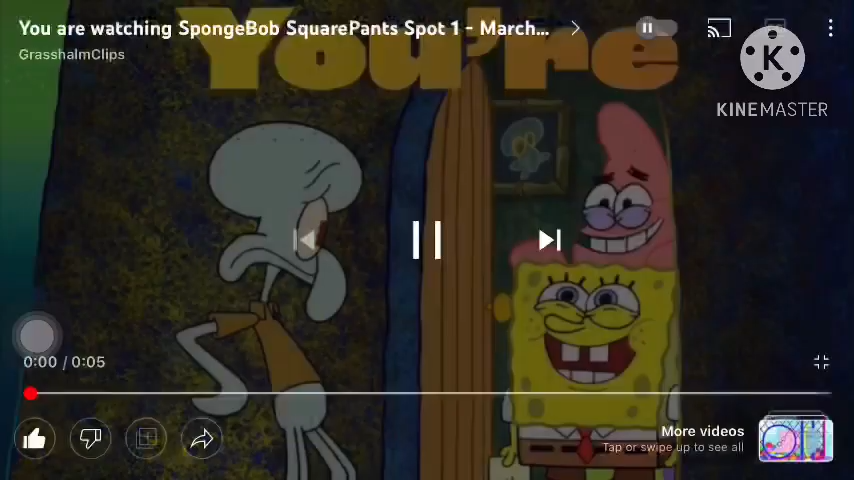 You are watching SpongeBob SquarePants Spot 1 - March...
GrasshalmClips
You're
K
KINEMASTER
0:00 / 0:05
More videos
Tap or swipe up to see all